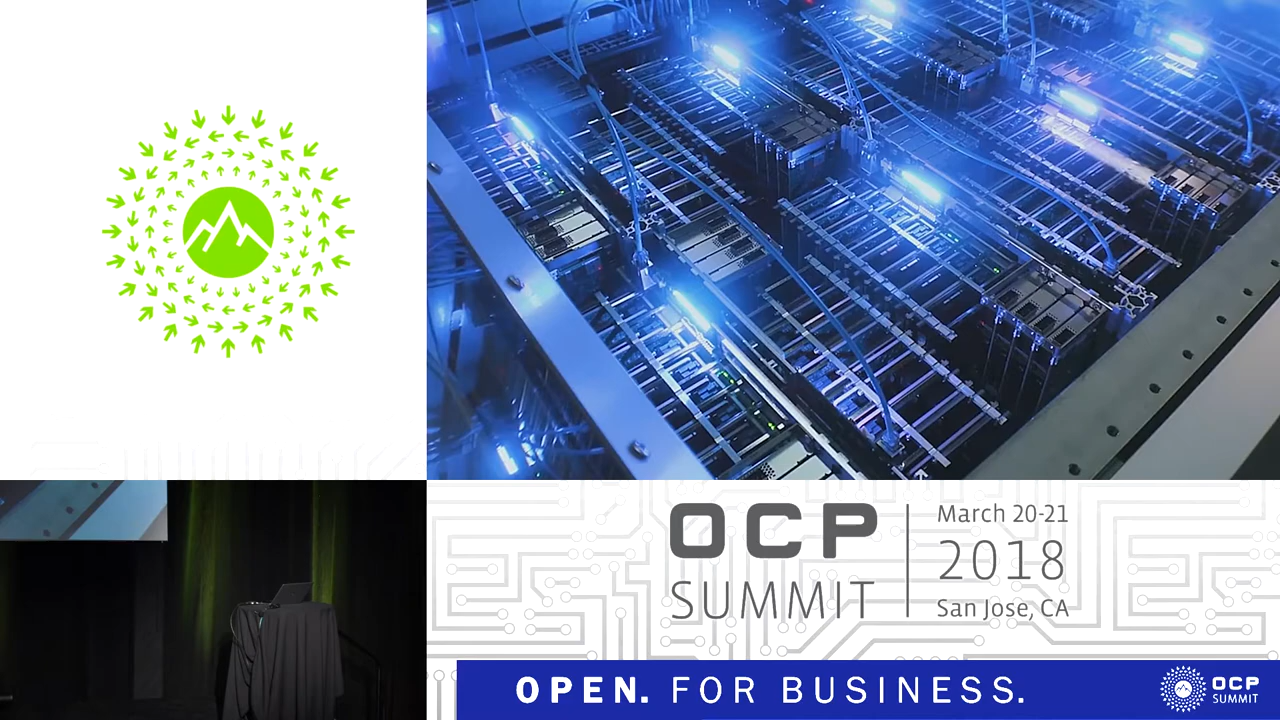 OCP
SUMMIT
March 20-21
2018
San Jose, CA
OPEN. FOR BUSINESS.
OCP
SUMMIT